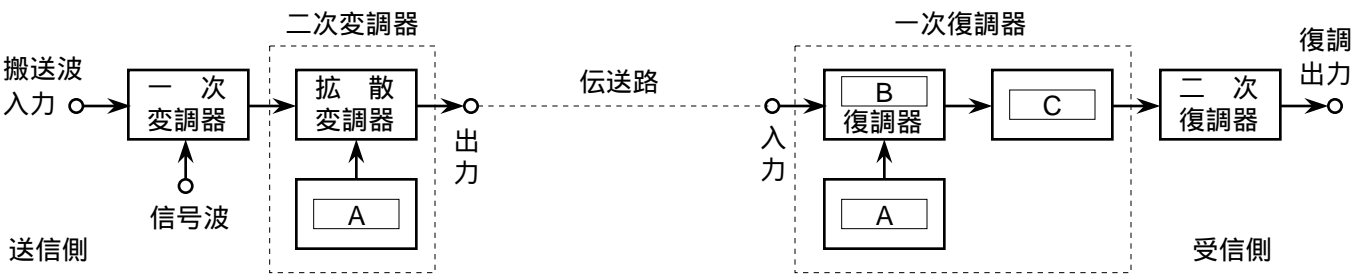 二次変調器
一次復調器
搬送波
入力
一 次
変調器
拡 散
変調器
A
信号波
出力
伝送路
入力
B
復調器
C
A
二 次
復調器
復調
出力
送信側
受信側